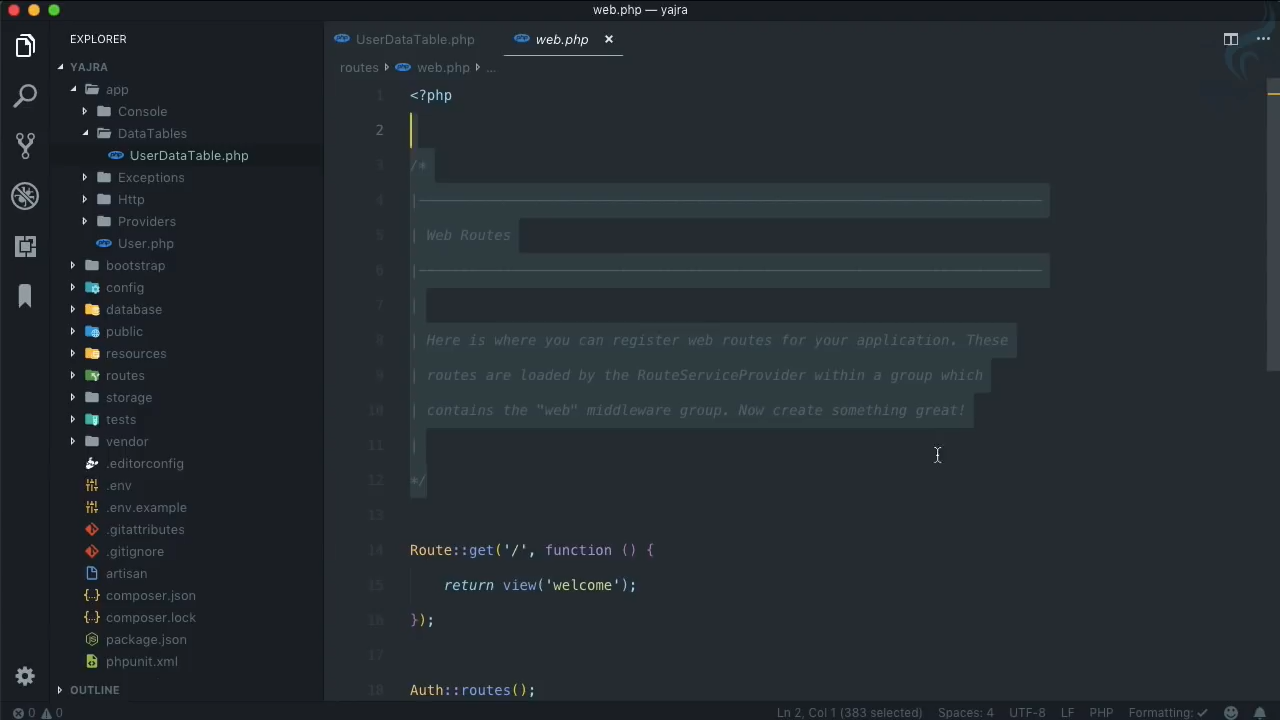 web.php — yajra
EXPLORER
YAJRA
app
Console
DataTables
UserDataTable.php
Exceptions
Http
Providers
User.php
bootstrap
config
database
public
resources
routes
storage
tests
vendor
.editorconfig
.env
.env.example
.gitattributes
.gitignore
artisan
composer.json
composer.lock
package.json
phpunit.xml
OUTLINE
UserDataTable.php
web.php
routes web.php ...
1 <?php
2
3 /*
4 |--------------------------------------------------------------------------
5 | Web Routes
6 |--------------------------------------------------------------------------
7 |
8 | Here is where you can register web routes for your application. These
9 | routes are loaded by the RouteServiceProvider within a group which
10 | contains the "web" middleware group. Now create something great!
11 |
12 */
13
14 Route::get('/', function () {
15 return view('welcome');
16 });
17
18 Auth::routes();
0 0 Ln 2, Col 1 (383 selected) Spaces: 4 UTF-8 LF PHP Formatting: ✓